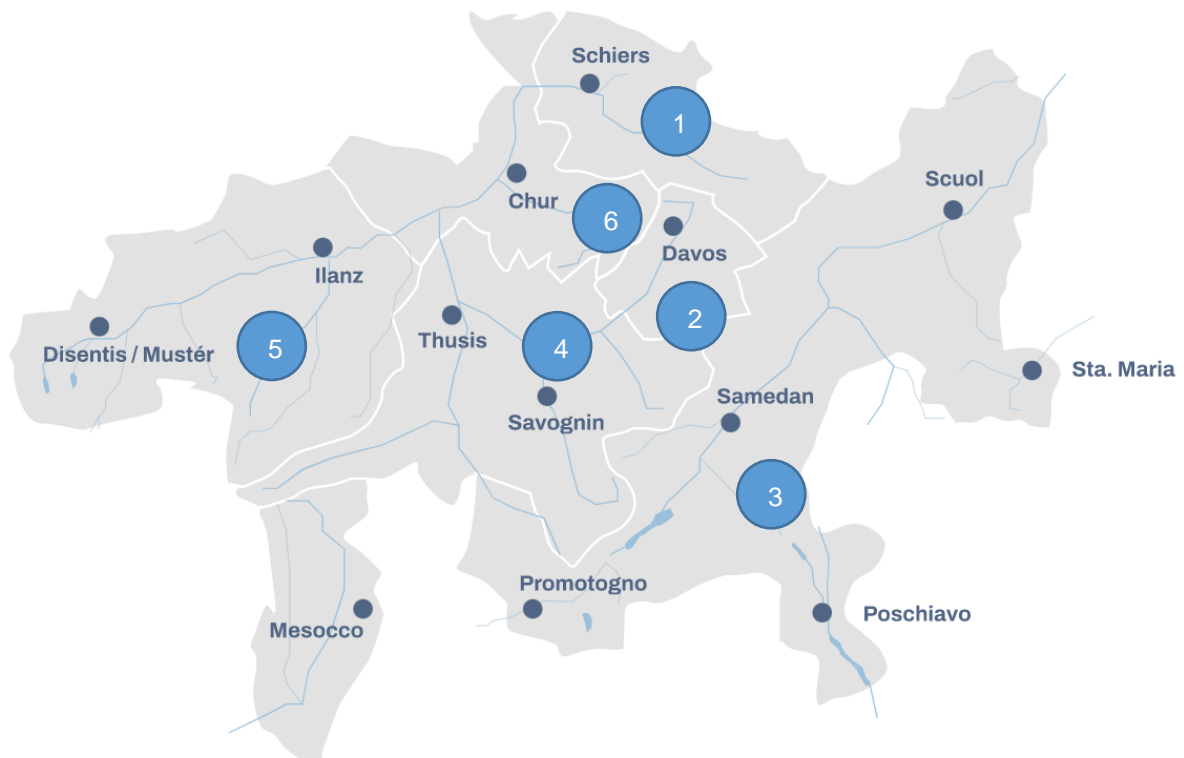 Schiers
1
Scuol
Chur
6
Davos
Ilanz
2
Thusis
4
5
Disentis / Mustér
Sta. Maria
Samedan
Savognin
3
Promotogno
Poschiavo
Mesocco